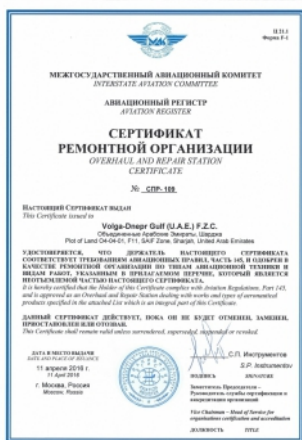 П.21.1
Форма F-1
МЕЖГОСУДАРСТВЕННЫЙ АВИАЦИОННЫЙ КОМИТЕТ
INTERSTATE AVIATION COMMITTEE
АВИАЦИОННЫЙ РЕГИСТР
AVIATION REGISTER
СЕРТИФИКАТ
РЕМОНТНОЙ ОРГАНИЗАЦИИ
OVERHAUL AND REPAIR STATION
CERTIFICATE
№ СПР-109
НАСТОЯЩИЙ СЕРТИФИКАТ ВЫДАН
This Certificate issued to
Volga-Dnepr Gulf (U.A.E.) F.Z.C.
Объединенные Арабские Эмираты, Шарджа
Plot of Land O4-04-01, F11, SAIF Zone, Sharjah, United Arab Emirates
УДОСТОВЕРЯЕТСЯ, ЧТО ДЕРЖАТЕЛЬ НАСТОЯЩЕГО СЕРТИФИКАТА
СООТВЕТСТВУЕТ ТРЕБОВАНИЯМ АВИАЦИОННЫХ ПРАВИЛ, ЧАСТЬ 145, И ОДОБРЕН В
КАЧЕСТВЕ РЕМОНТНОЙ ОРГАНИЗАЦИИ ПО ТИПАМ АВИАЦИОННОЙ ТЕХНИКИ И
ВИДАМ РАБОТ, УКАЗАННЫМ В ПРИЛАГАЕМОМ ПЕРЕЧНЕ, КОТОРЫЙ ЯВЛЯЕТСЯ
НЕОТЪЕМЛЕМОЙ ЧАСТЬЮ НАСТОЯЩЕГО СЕРТИФИКАТА.
It is hereby certified that the Holder of this Certificate complies with Aviation Regulations, Part 145,
and is approved as an Overhaul and Repair Station dealing with works and types of aeronautical
products specified in the attached List which is an integral part of this Certificate.
ДАННЫЙ СЕРТИФИКАТ ДЕЙСТВУЕТ, ПОКА ОН НЕ БУДЕТ ОТМЕНЕН, ЗАМЕНЕН,
ПРИОСТАНОВЛЕН ИЛИ ОТОЗВАН.
This Certificate shall remain valid unless surrendered, superseded, suspended or revoked.
ДАТА И МЕСТО ВЫДАЧИ
DATE AND PLACE OF ISSUANCE
11 апреля 2016 г.
11 April 2016
г. Москва, Россия
Moscow, Russia
С.П. Инструментов
S.P. Instrumentov
ПОДПИСЬ SIGNATURE
Заместитель Председателя –
Руководитель службы сертификации и
аккредитации организаций
Vice Chairman – Head of Service for
organisations certification and accreditation
ДОЛЖНОСТЬ TITLE